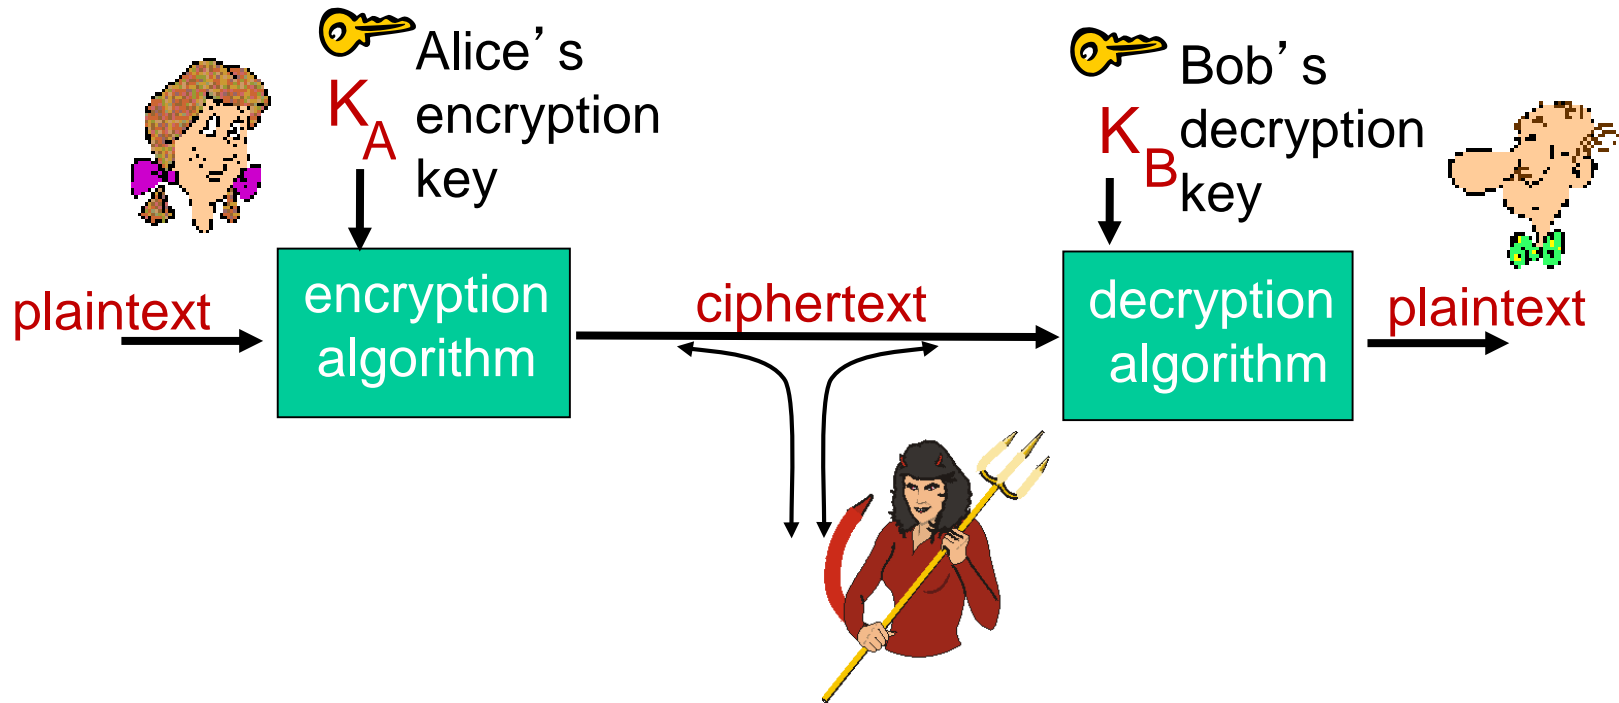 Alice’s
encryption
key
K
A
Bob’s
decryption
key
K
B
plaintext
encryption
algorithm
ciphertext
decryption
algorithm
plaintext